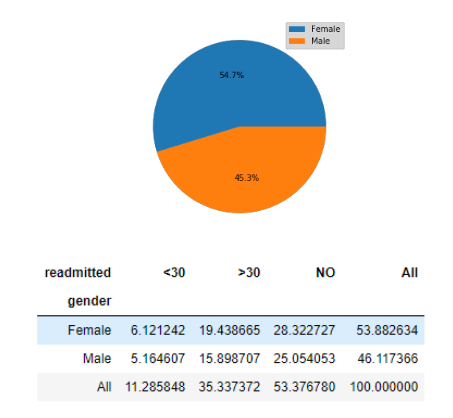 Female
Male
54.7%
45.3%
readmitted <30 >30 NO All
gender
Female 6.121242 19.438665 28.322727 53.882634
Male 5.164607 15.898707 25.054053 46.117366
All 11.285848 35.337372 53.376780 100.000000